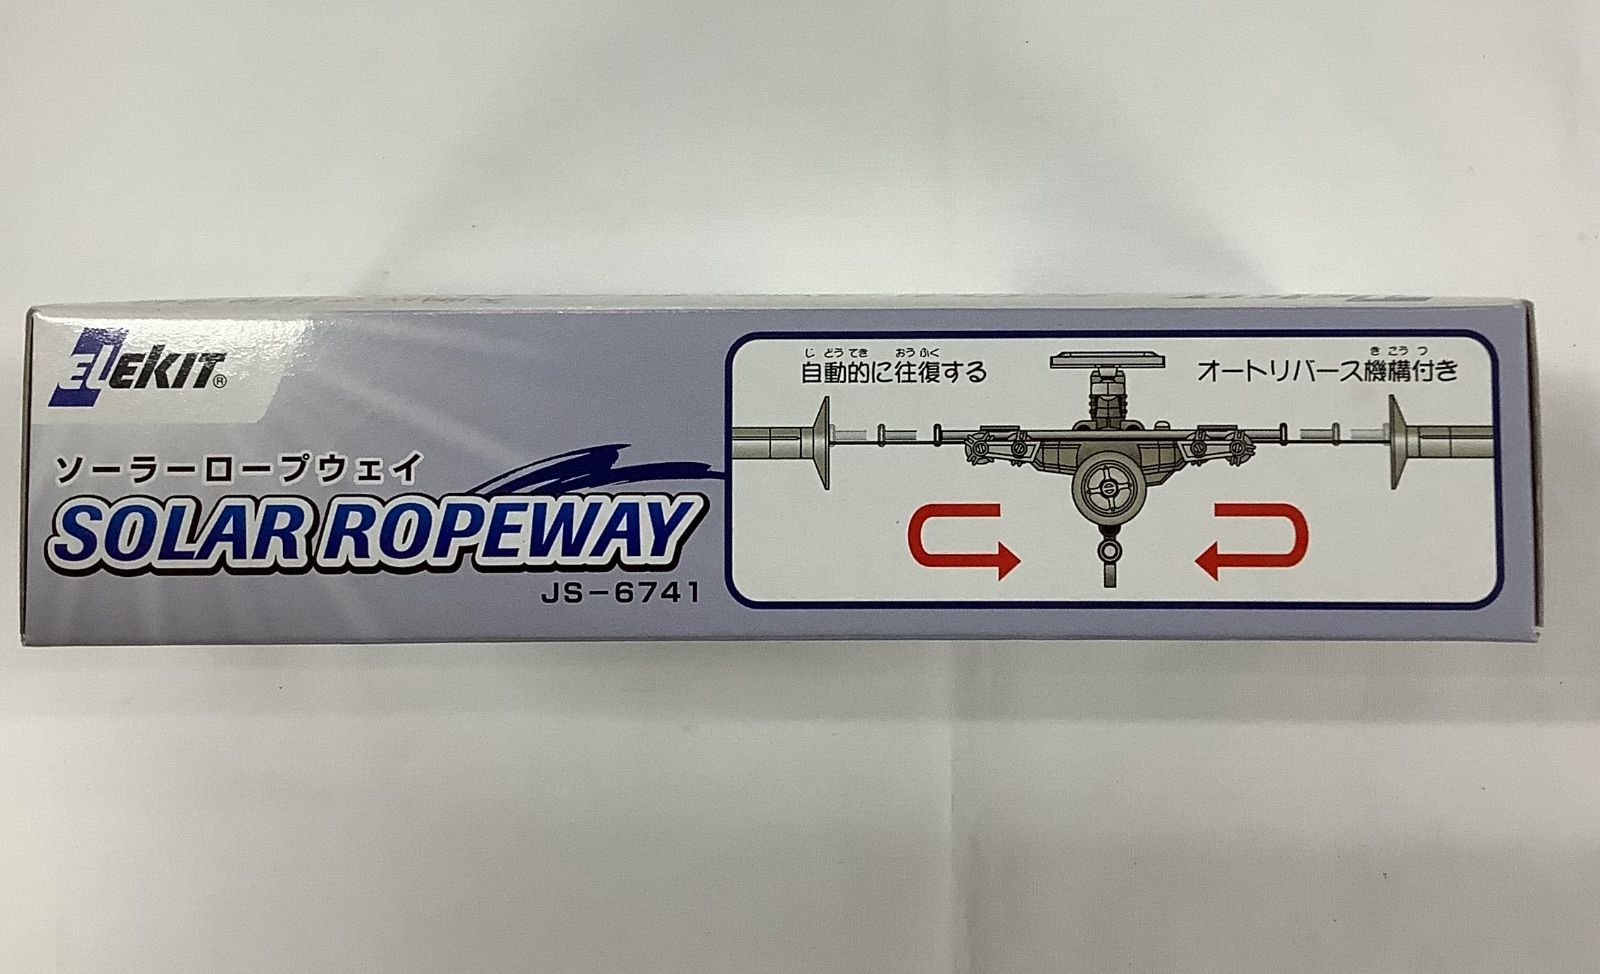 ELEKIT®
ソーラーロープウェイ
SOLAR ROPEWAY
JS-6741
じどうてき おうふく
自動的に往復する
きこうつ
オートリバース機構付き